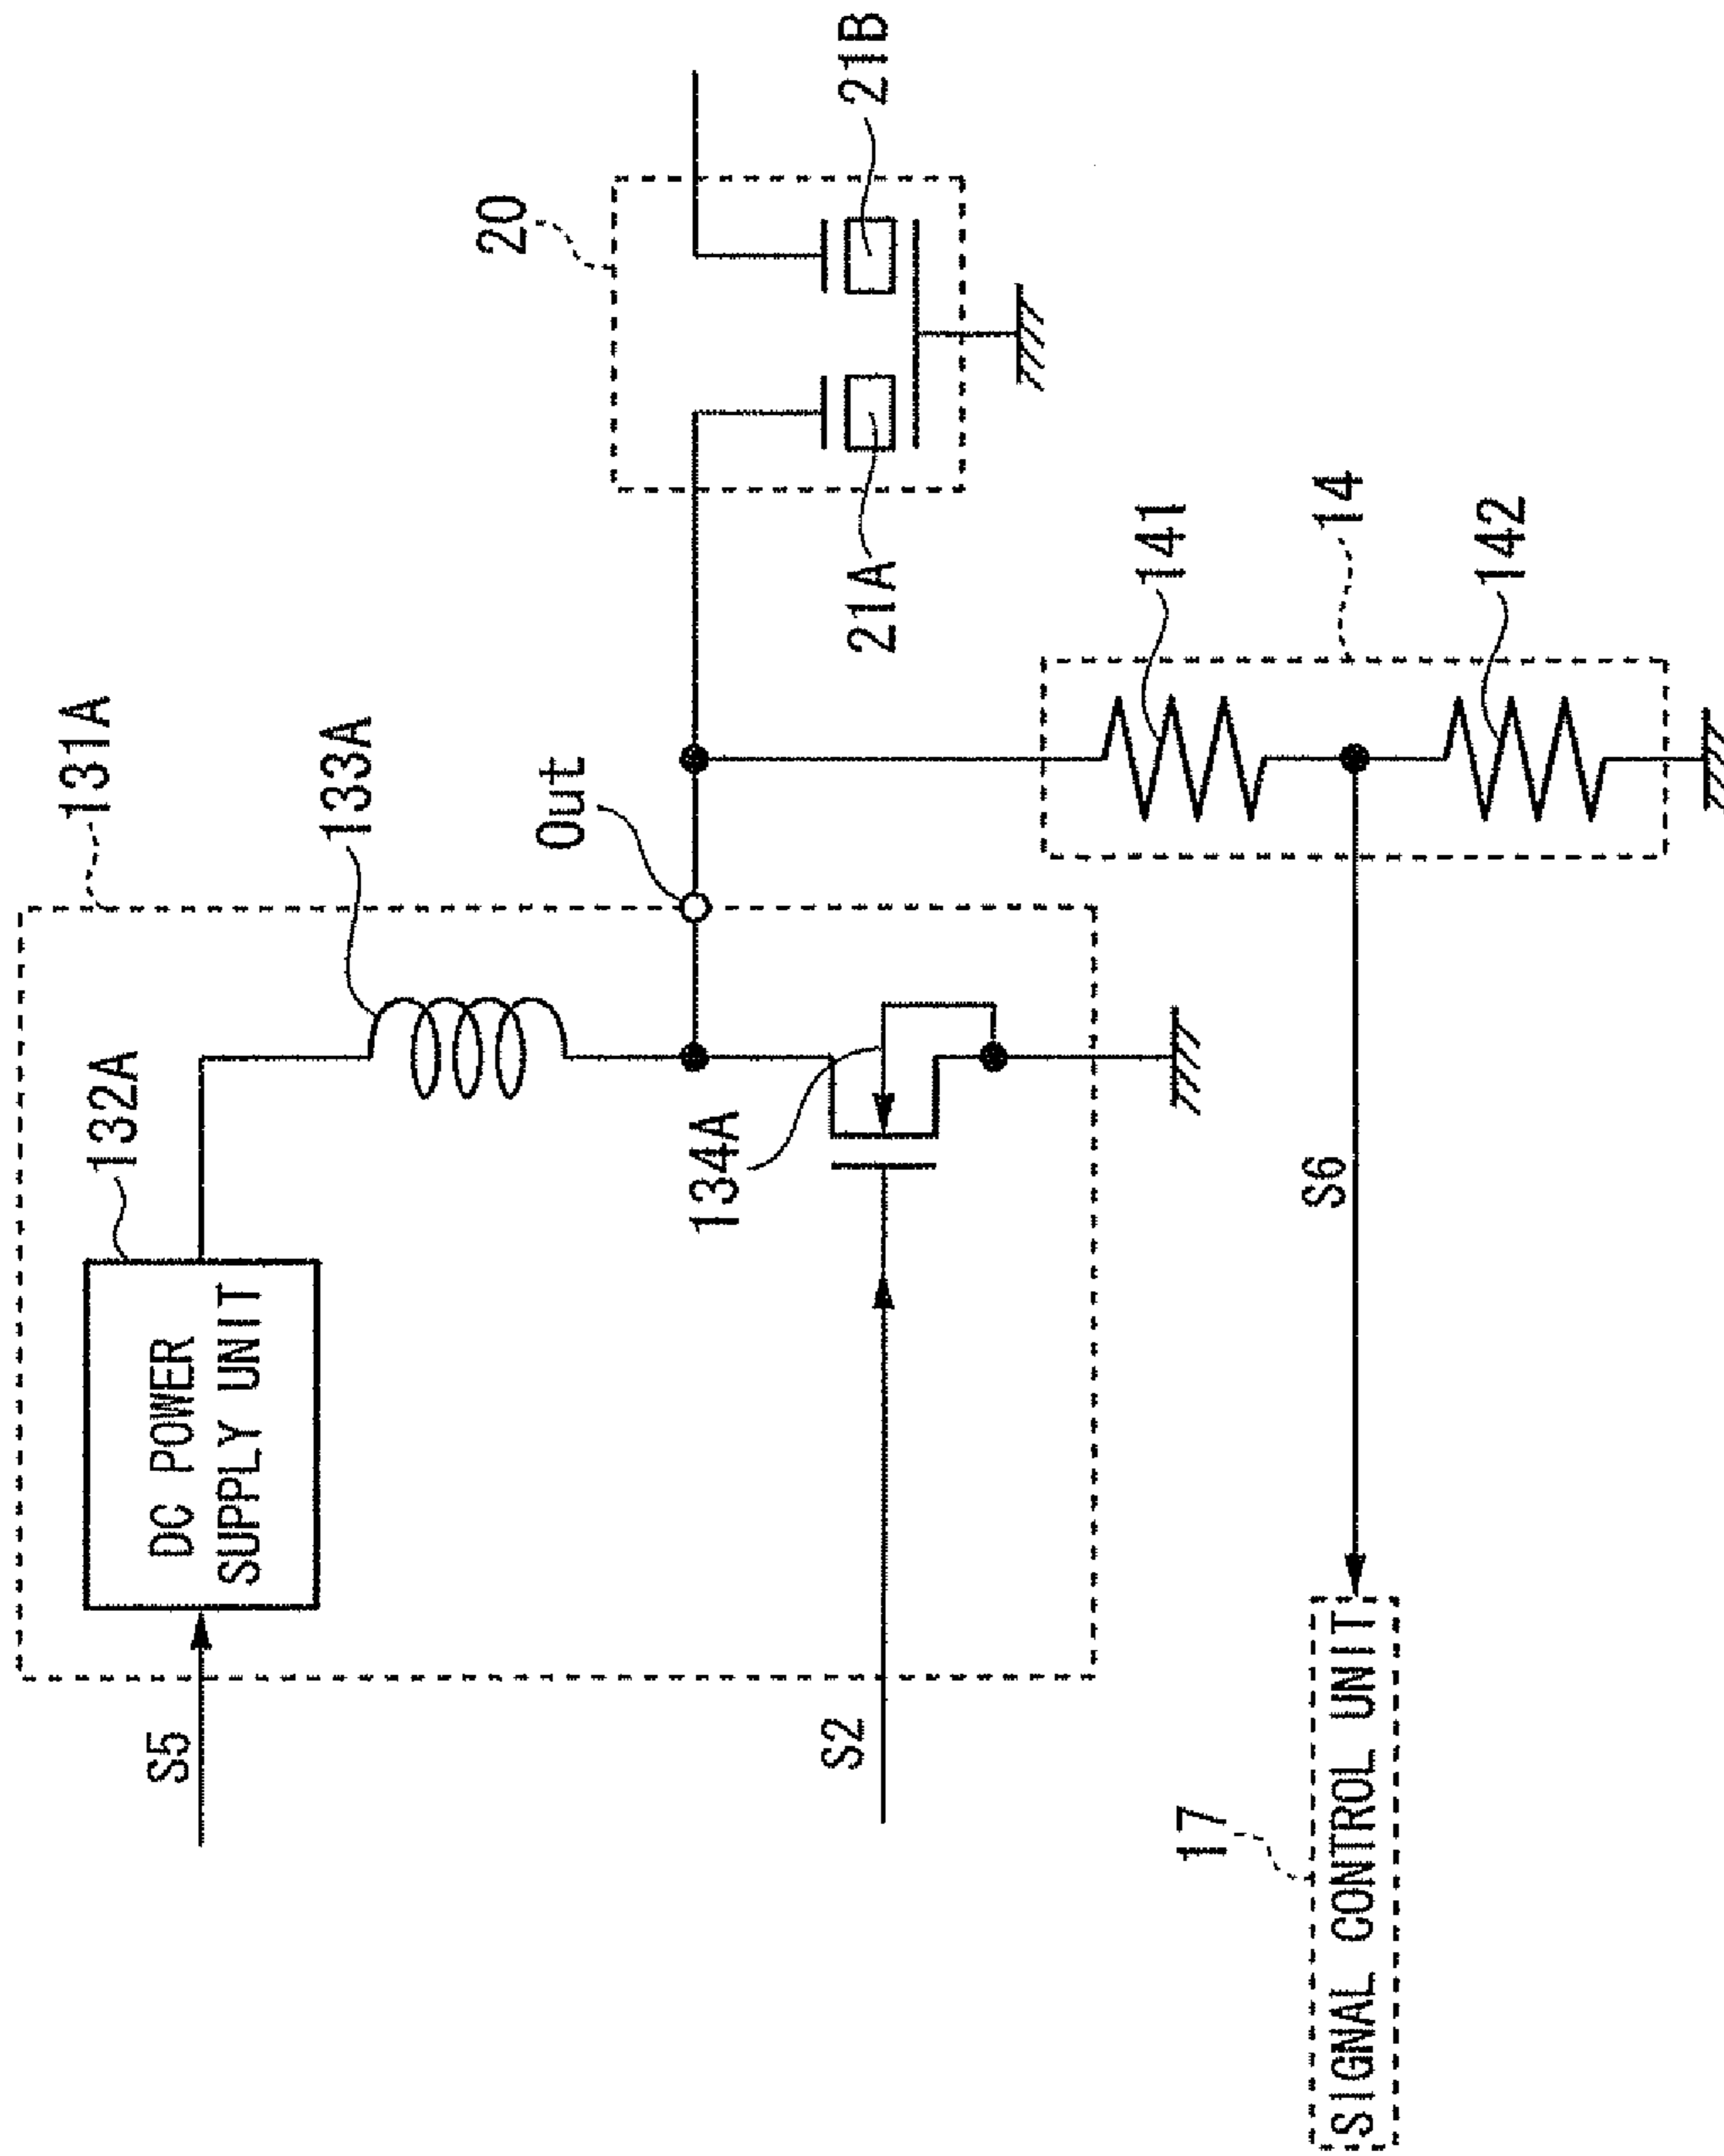 131A
132A
133A
S5
DC POWER
SUPPLY UNIT
Out
20
134A
21A
21B
S2
14
141
142
S6
17
SIGNAL CONTROL UNIT